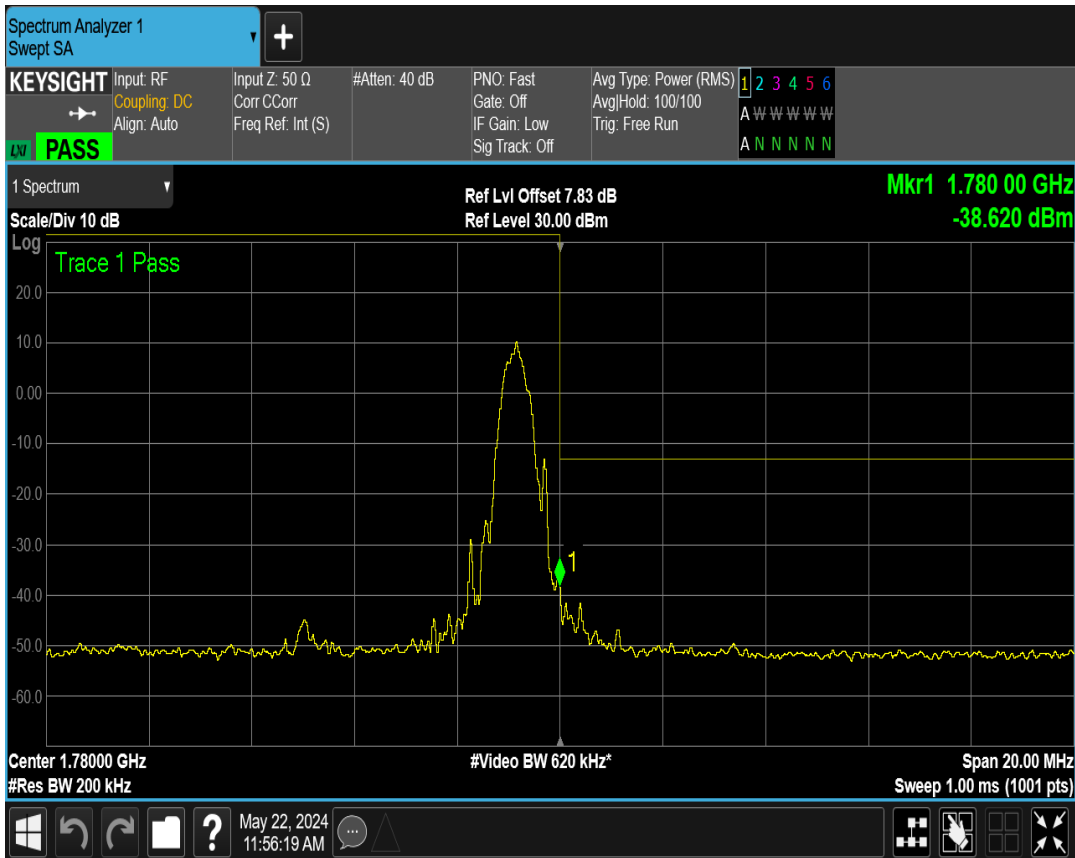 Spectrum Analyzer 1
Swept SA
+
KEYSIGHT
LXI PASS
Input: RF
Coupling: DC
Align: Auto
Input Z: 50 Ω
Corr CCorr
Freq Ref: Int (S)
#Atten: 40 dB
PNO: Fast
Gate: Off
IF Gain: Low
Sig Track: Off
Avg Type: Power (RMS)
Avg|Hold: 100/100
Trig: Free Run
1 2 3 4 5 6
A W W W W W
A N N N N N
1 Spectrum
Scale/Div 10 dB
Ref Lvl Offset 7.83 dB
Ref Level 30.00 dBm
Mkr1 1.780 00 GHz
-38.620 dBm
Log
Trace 1 Pass
20.0
10.0
0.00
-10.0
-20.0
-30.0
1
-40.0
-50.0
-60.0
Center 1.78000 GHz
#Res BW 200 kHz
#Video BW 620 kHz*
Span 20.00 MHz
Sweep 1.00 ms (1001 pts)
?
May 22, 2024
11:56:19 AM